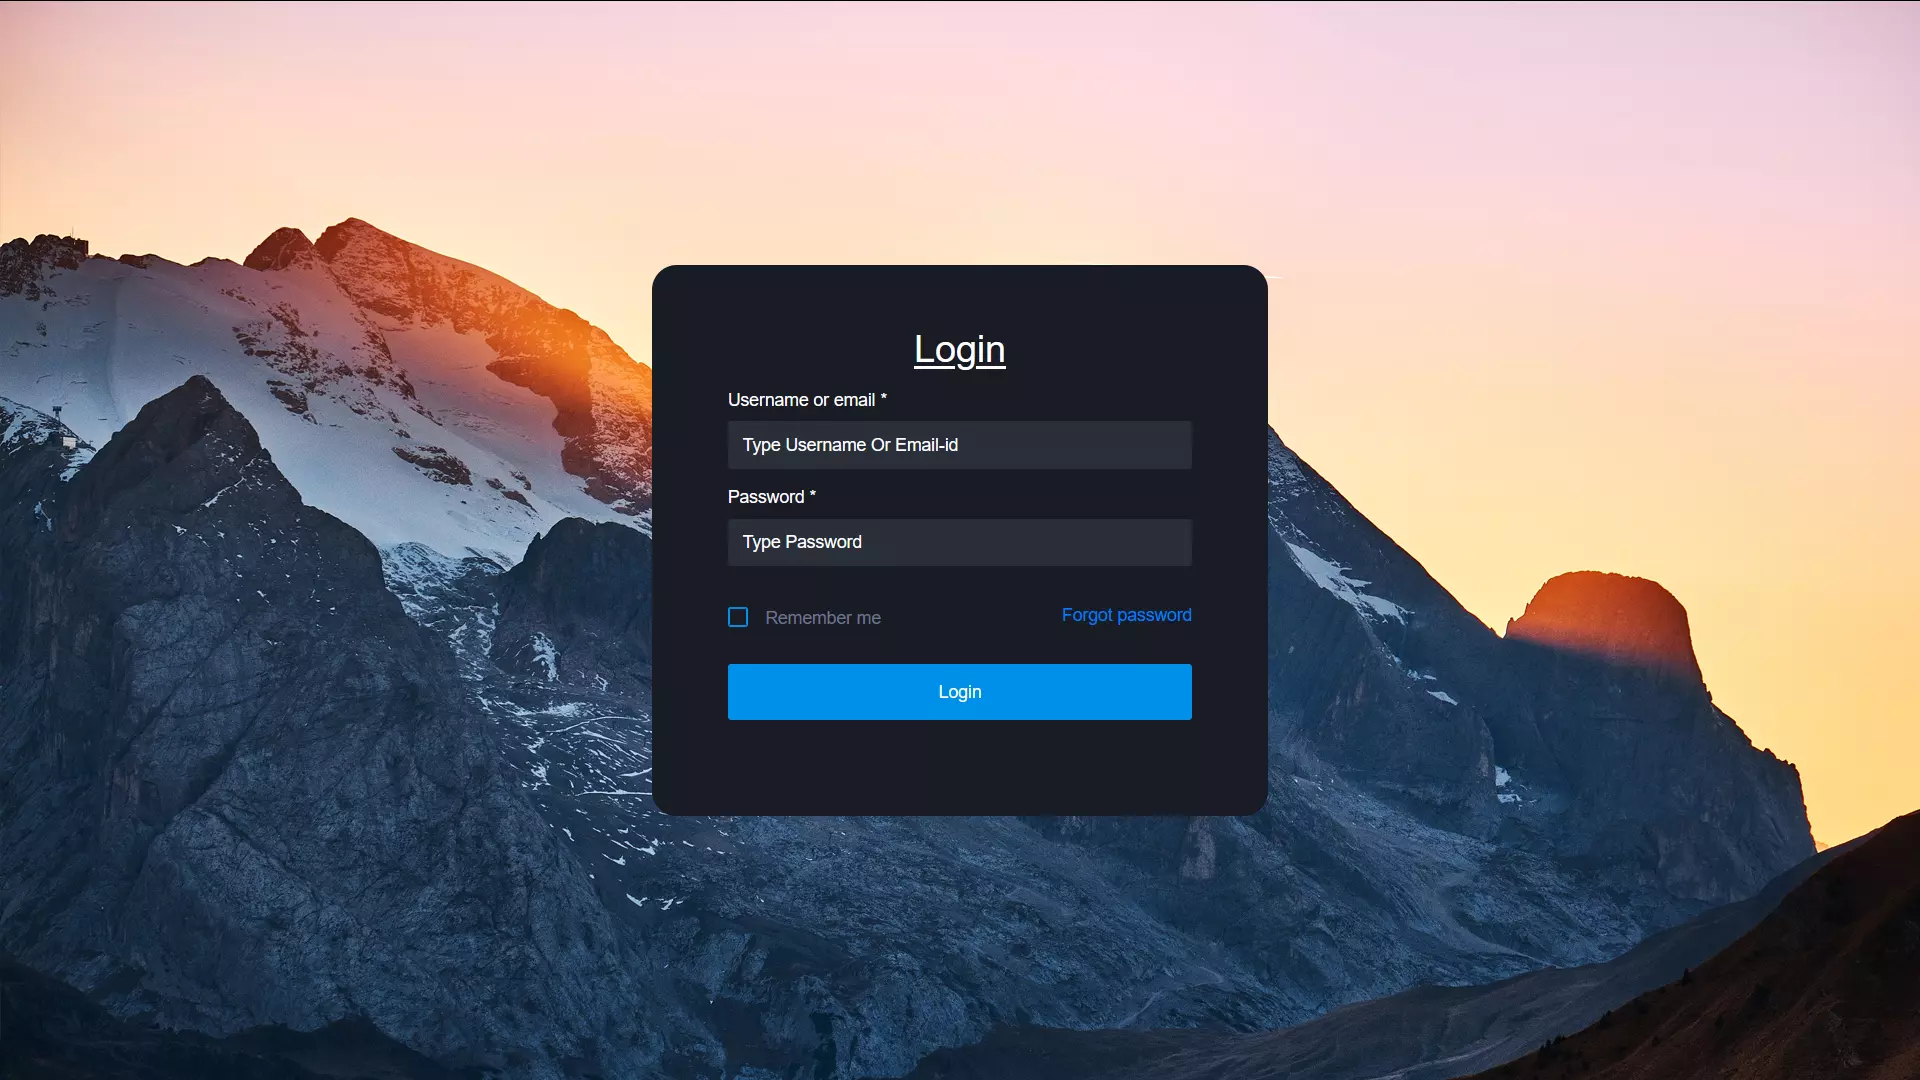 Login
Username or email *
Type Username Or Email-id
Password *
Type Password
Remember me
Forgot password
Login